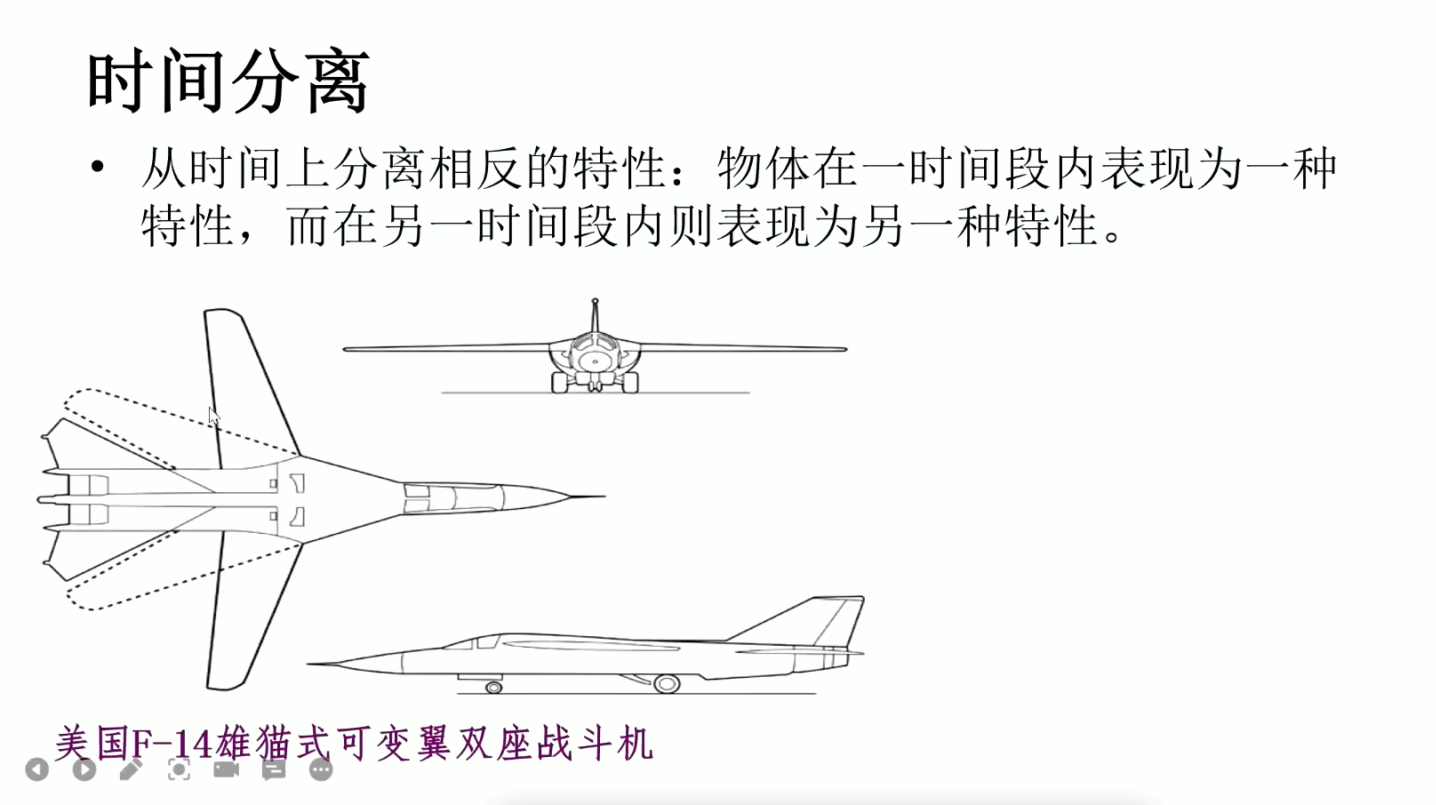 时间分离
• 从时间上分离相反的特性：物体在一时间段内表现为一种
特性，而在另一时间段内则表现为另一种特性。
美国F-14雄猫式可变翼双座战斗机